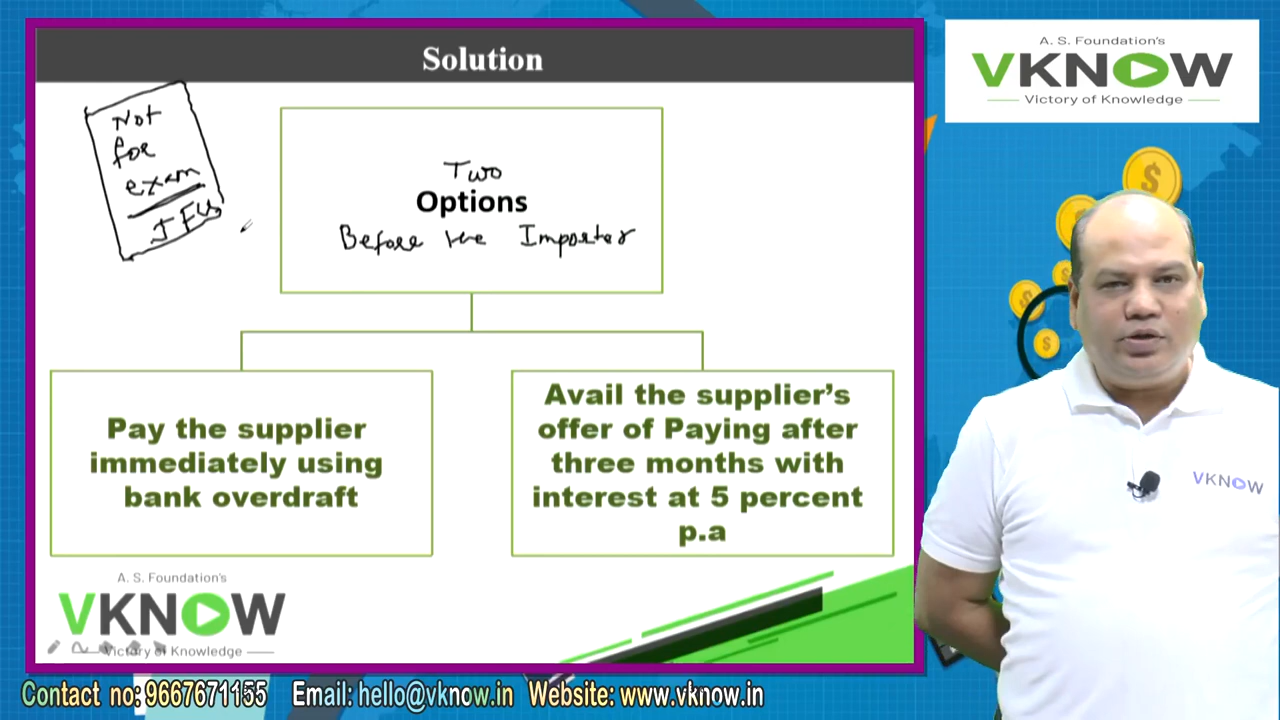 Solution
Not
for
exam
JFUs
Two
Options
Before the Importer
Pay the supplier
immediately using
bank overdraft
Avail the supplier's
offer of Paying after
three months with
interest at 5 percent
p.a
A. S. Foundation's
VKNOW
Victory of Knowledge
A. S. Foundation's
VKNOW
Victory of Knowledge
VKNOW
Contact no: 9667671155 Email: hello@vknow.in Website: www.vknow.in